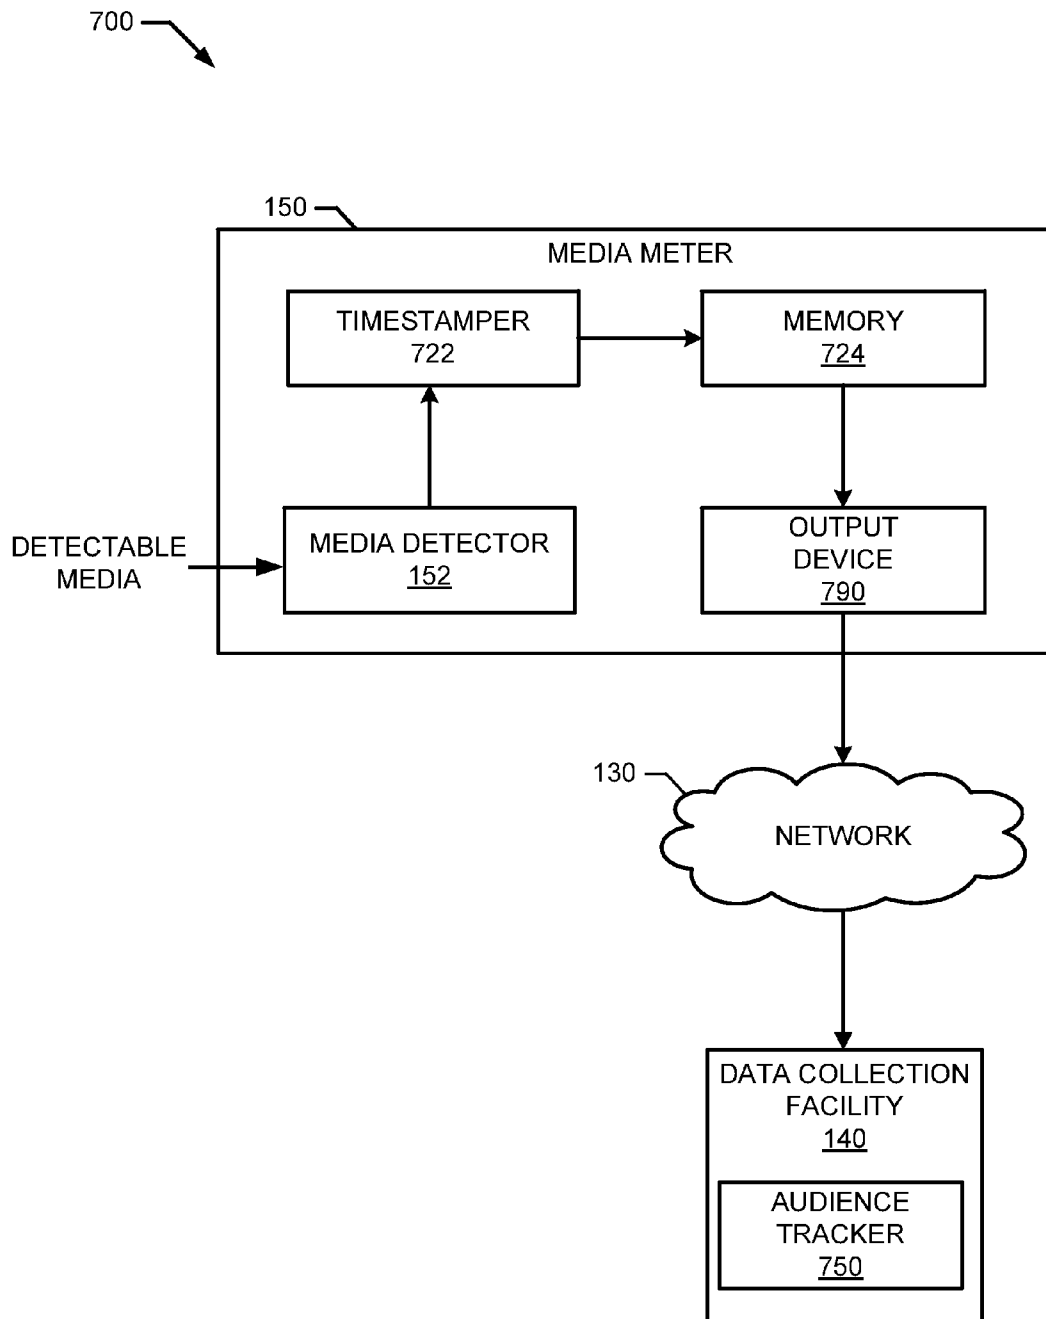 700
150
MEDIA METER
TIMESTAMPER
722
MEMORY
724
DETECTABLE
MEDIA
MEDIA DETECTOR
152
OUTPUT
DEVICE
790
130
NETWORK
DATA COLLECTION
FACILITY
140
AUDIENCE
TRACKER
750